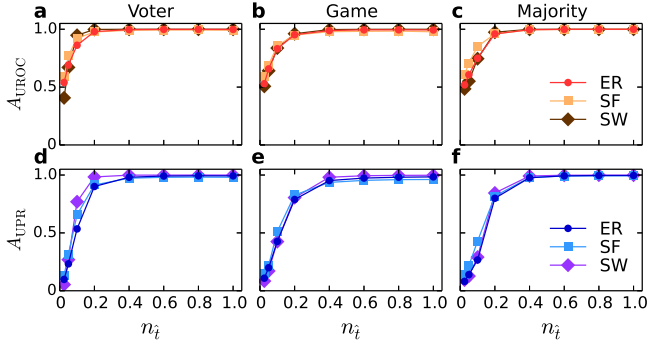 a Voter b Game c Majority
1.0
0.5
0
A_UROC
ER
SF
SW
d e f
1.0
0.5
0
A_UPR
ER SF SW
ER SF SW
0 0.2 0.4 0.6 0.8 1.0 0 0.2 0.4 0.6 0.8 1.0 0 0.2 0.4 0.6 0.8 1.0
n_t̂ n_t̂ n_t̂